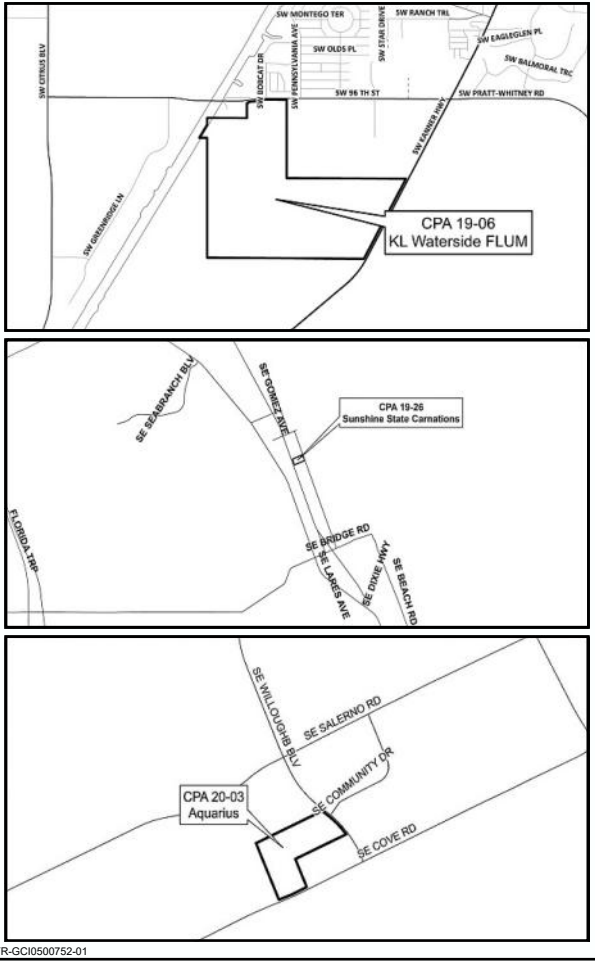 SW MONTEGO TER
SW RANCH TRL
SW CITRUS BLV
SW BOBCAT DR
SW PENNSYLVANIA AVE
SW OLDS PL
SW STAR DRIVE
SW EAGLEGLEN PL
SW BALMORAL TRC
SW 96 TH ST
SW PRATT-WHITNEY RD
SW KANNER HWY
SW GREENRIDGE LN
CPA 19-06
KL Waterside FLUM
SE SEABRANCH BLV
SE GOMEZ AVE
CPA 19-26
Sunshine State Carnations
FLORIDA TRP
SE BRIDGE RD
SE LARES AVE
SE DIXIE HWY
SE BEACH RD
SE WILLOUGHB BLV
SE SALERNO RD
CPA 20-03
Aquarius
SE COMMUNITY DR
SE COVE RD
R-GCI0500752-01